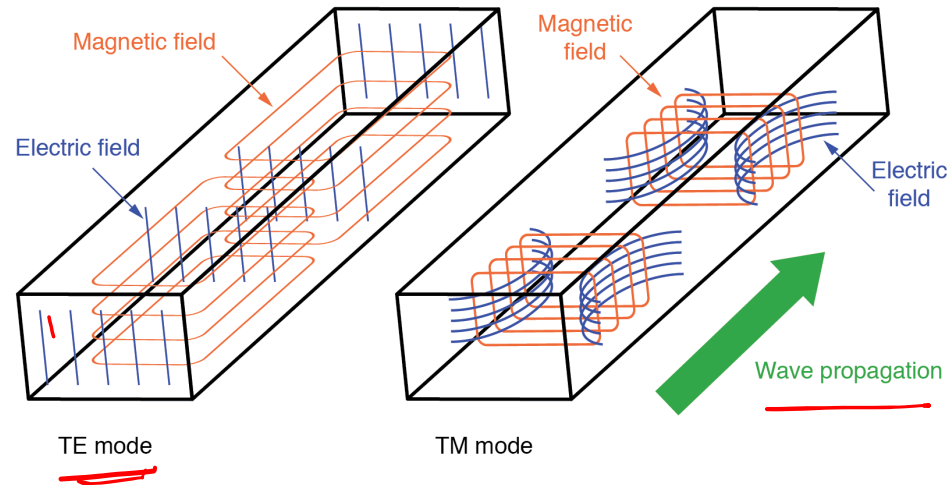 Magnetic field
Electric field
TE mode
Magnetic
field
Electric
field
Wave propagation
TM mode